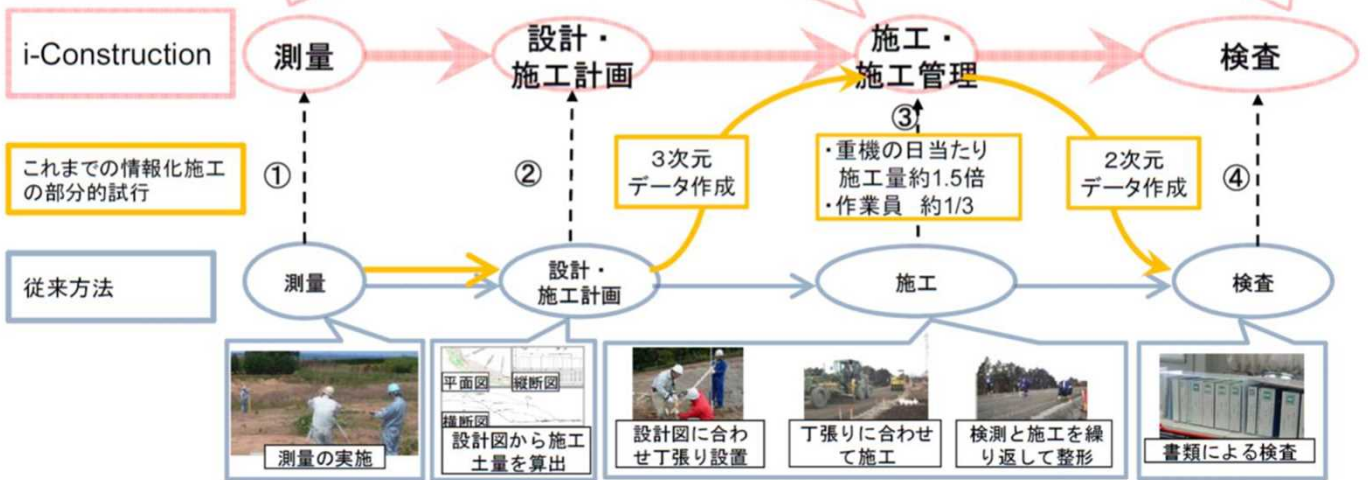 i-Construction
測量
設計・
施工計画
施工・
施工管理
検査
これまでの情報化施工
の部分的試行
①
②
3次元
データ作成
③
・重機の日当たり
施工量約1.5倍
・作業員 約1/3
2次元
データ作成
④
従来方法
測量
設計・
施工計画
施工
検査
測量の実施
平面図
縦断図
横断図
設計図から施工
土量を算出
設計図に合わ
せ丁張り設置
丁張りに合わせ
て施工
検測と施工を繰
り返して整形
書類による検査